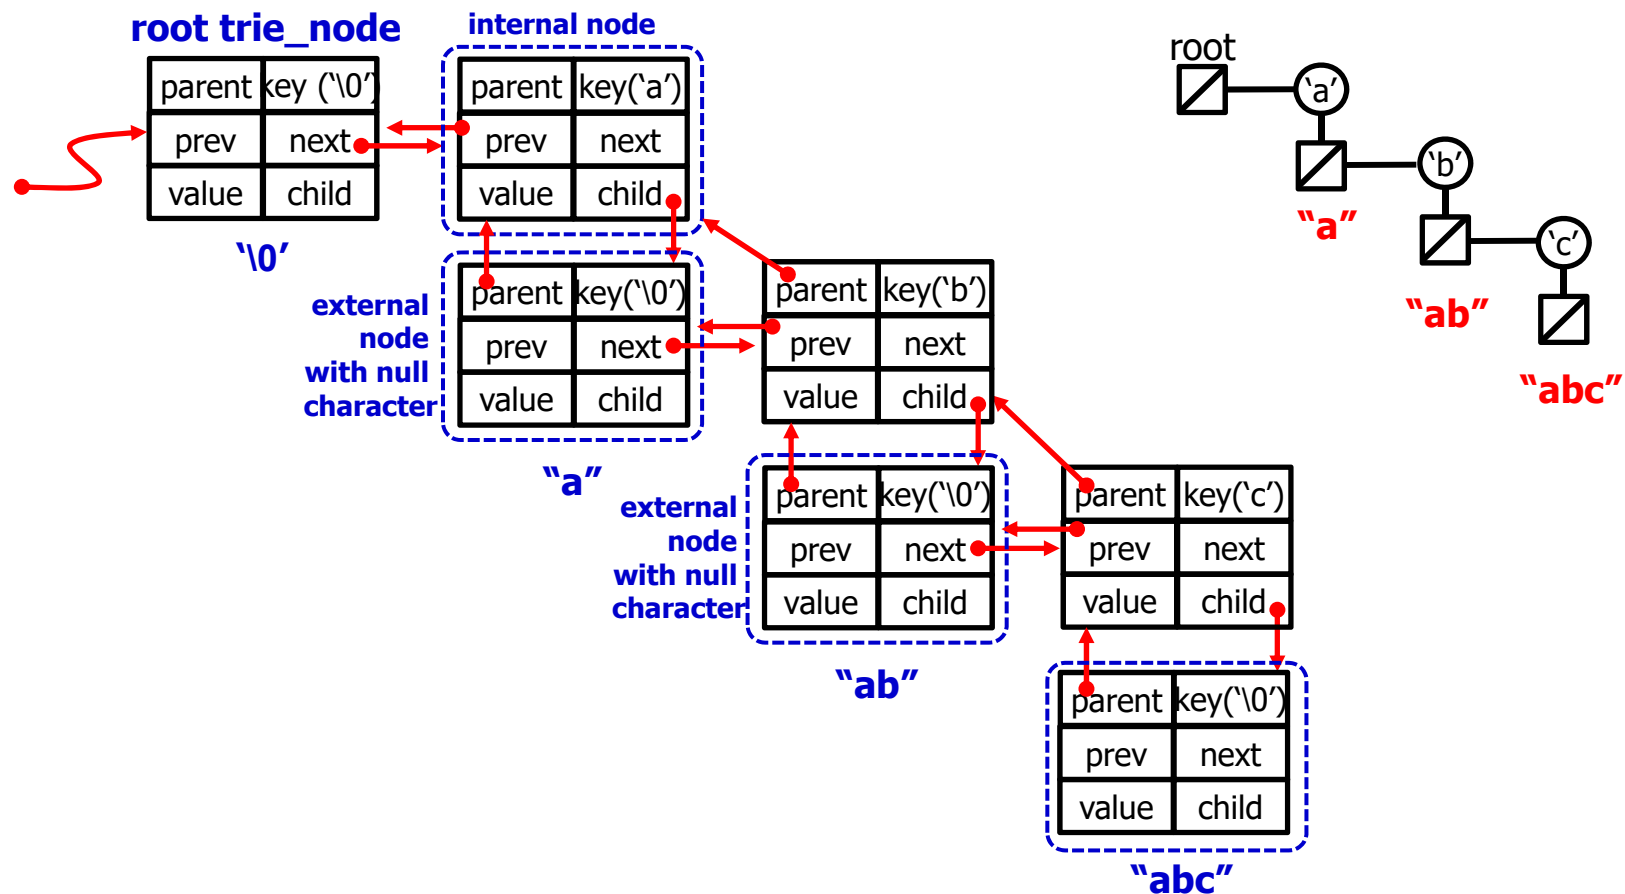 root trie_node
parent key ('\0')
prev next
value child
'\0'
internal node
parent key('a')
prev next
value child
external
node
with null
character
parent key('\0')
prev next
value child
"a"
parent key('b')
prev next
value child
external
node
with null
character
parent key('\0')
prev next
value child
"ab"
parent key('c')
prev next
value child
parent key('\0')
prev next
value child
"abc"
root
'a'
"a"
'b'
"ab"
'c'
"abc"